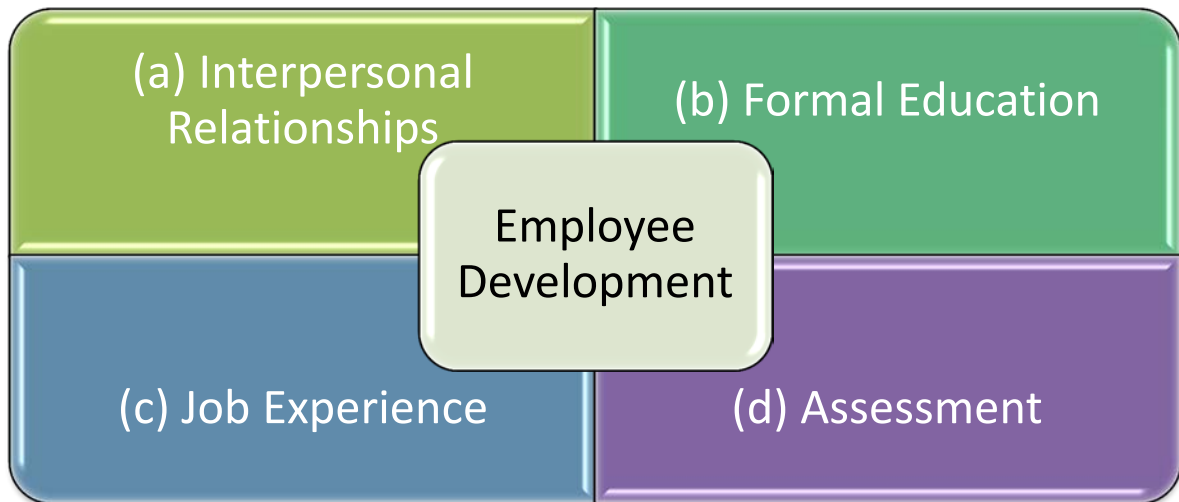 (a) Interpersonal
Relationships
(b) Formal Education
Employee
Development
(c) Job Experience
(d) Assessment